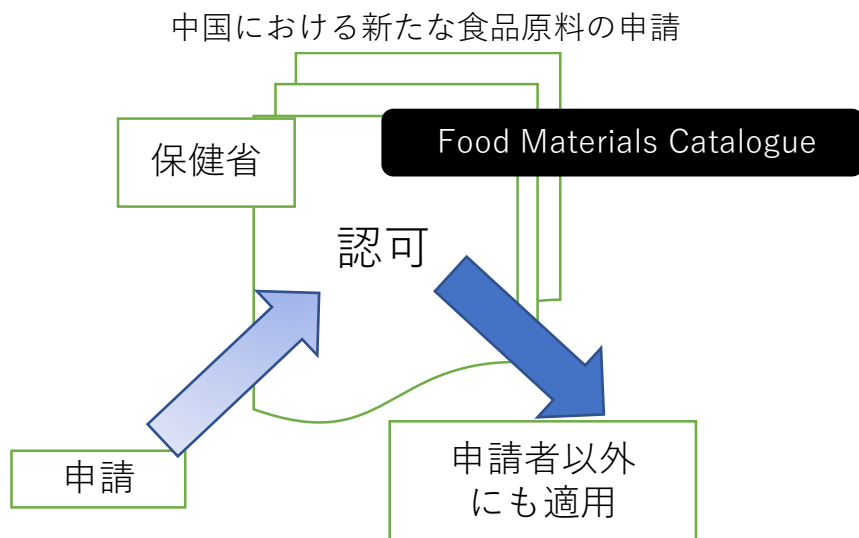 中国における新たな食品原料の申請
保健省
Food Materials Catalogue
認可
申請
申請者以外
にも適用